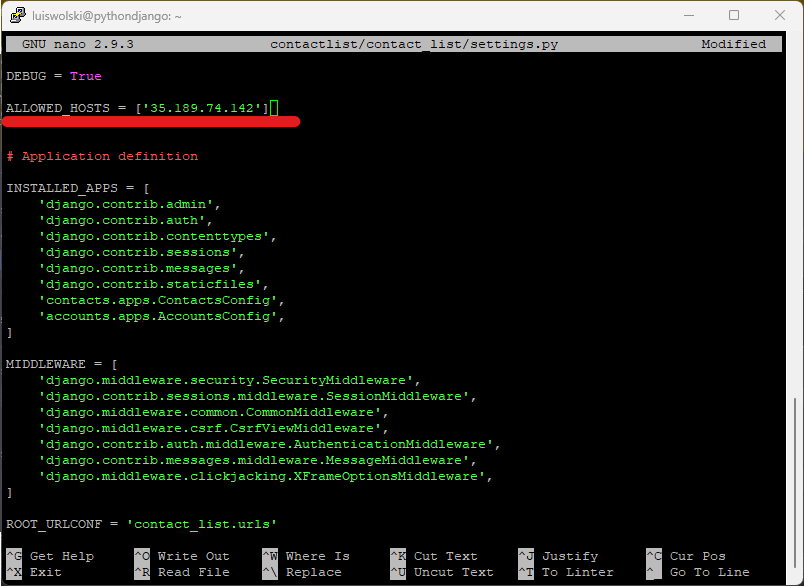 luiswolski@pythondjango: ~
GNU nano 2.9.3 contactlist/contact_list/settings.py Modified
DEBUG = True
ALLOWED_HOSTS = ['35.189.74.142']
# Application definition
INSTALLED_APPS = [
    'django.contrib.admin',
    'django.contrib.auth',
    'django.contrib.contenttypes',
    'django.contrib.sessions',
    'django.contrib.messages',
    'django.contrib.staticfiles',
    'contacts.apps.ContactsConfig',
    'accounts.apps.AccountsConfig',
]
MIDDLEWARE = [
    'django.middleware.security.SecurityMiddleware',
    'django.contrib.sessions.middleware.SessionMiddleware',
    'django.middleware.common.CommonMiddleware',
    'django.middleware.csrf.CsrfViewMiddleware',
    'django.contrib.auth.middleware.AuthenticationMiddleware',
    'django.contrib.messages.middleware.MessageMiddleware',
    'django.middleware.clickjacking.XFrameOptionsMiddleware',
]
ROOT_URLCONF = 'contact_list.urls'
^G Get Help ^O Write Out ^W Where Is ^K Cut Text ^J Justify ^C Cur Pos
^X Exit ^R Read File ^\ Replace ^U Uncut Text ^T To Linter ^_ Go To Line